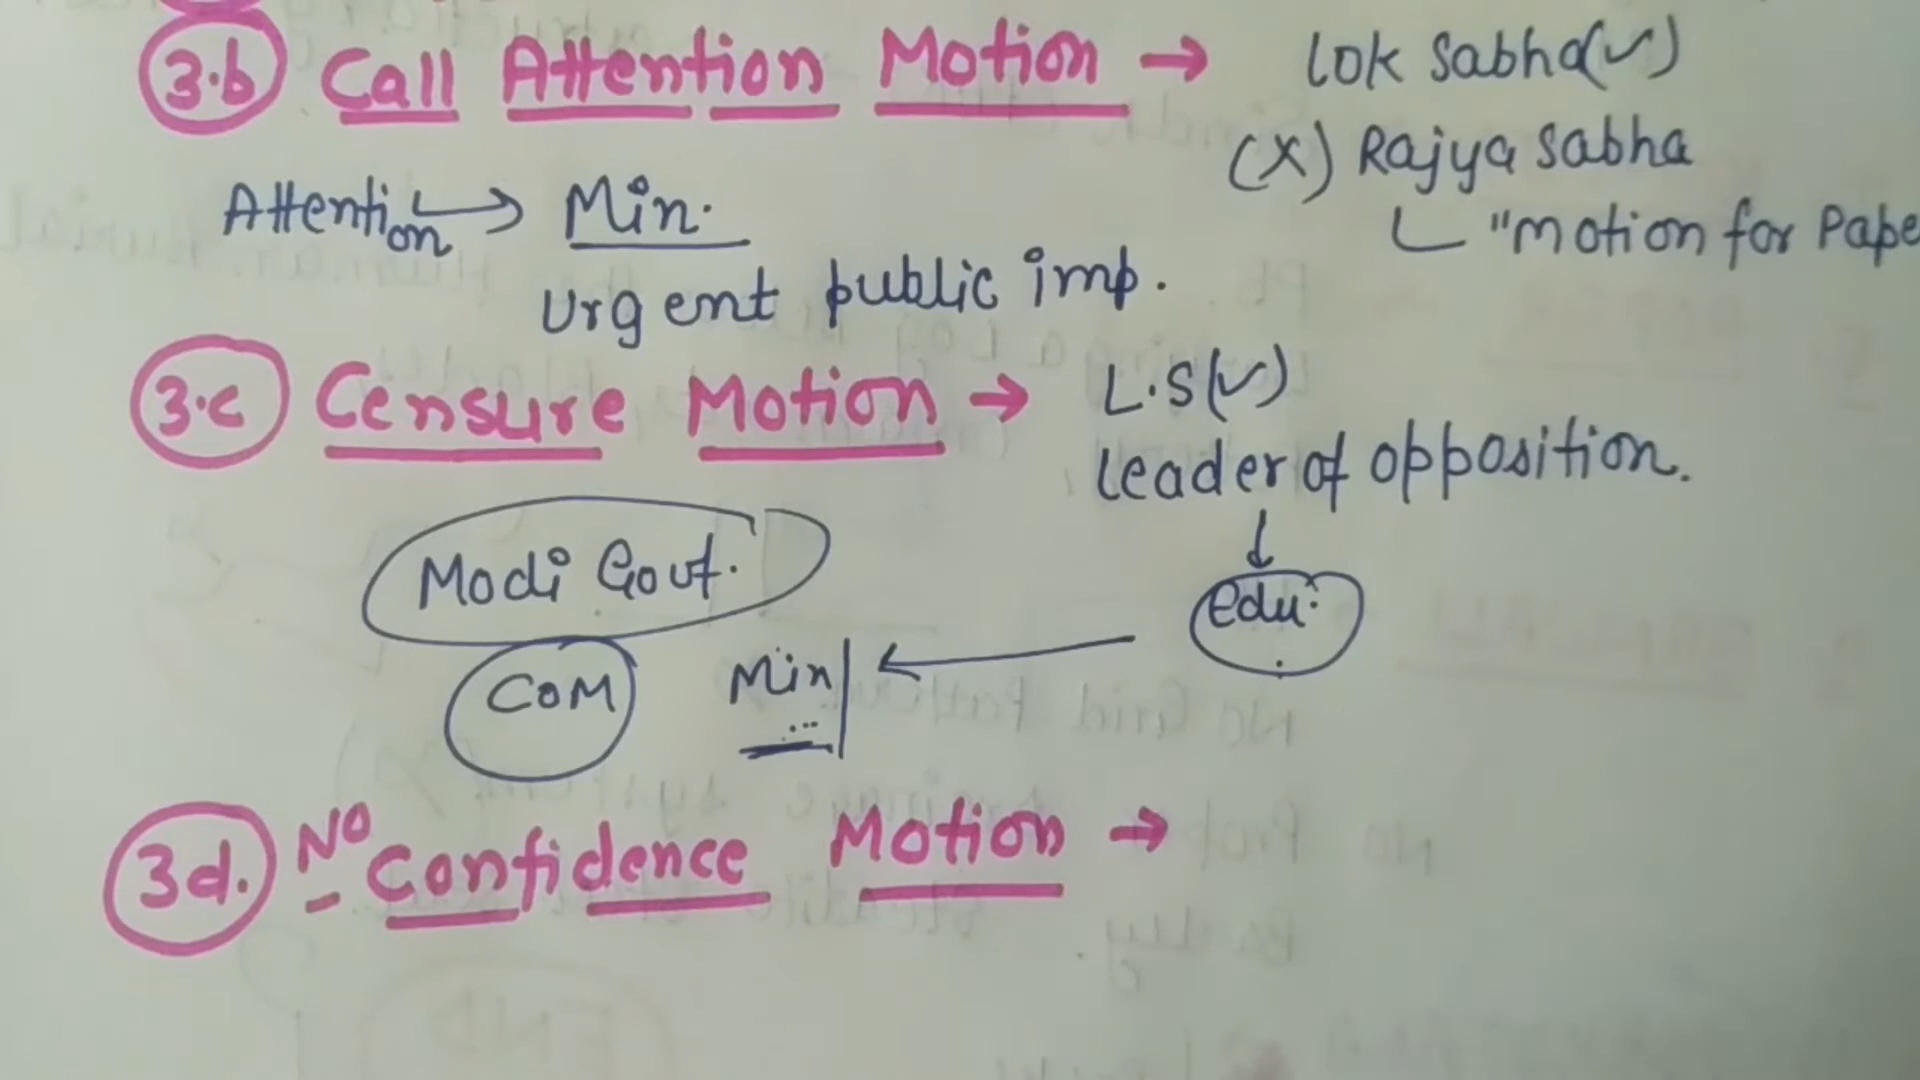 3.b Call Attention Motion → Lok Sabha(✓)
(X) Rajya Sabha
Attention → Min.
"Motion for Pape
Urgent public imp.
3.c Censure Motion → L.S(✓)
Leader of opposition.
Modi Govt.
edu.
COM Min
3d. No Confidence Motion →